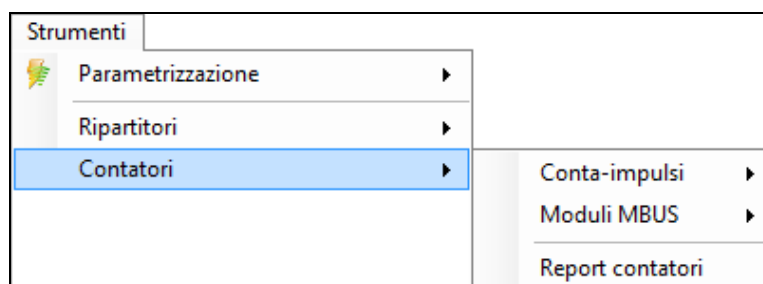 Strumenti
Parametrizzazione
Ripartitori
Contatori
Conta-impulsi
Moduli MBUS
Report contatori